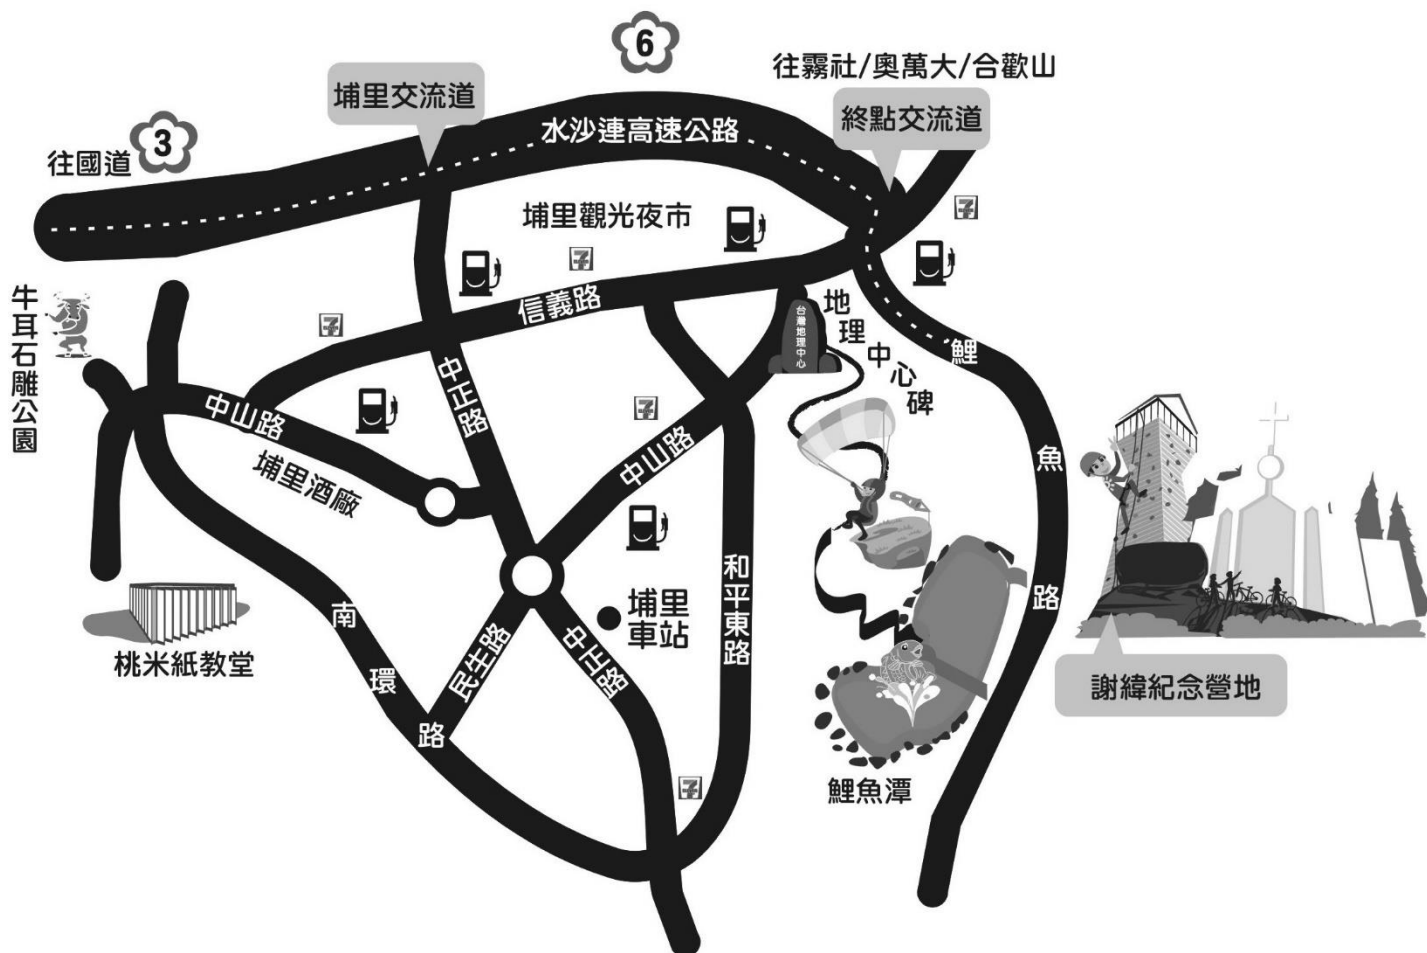 6
往霧社/奧萬大/合歡山
埔里交流道
終點交流道
水沙連高速公路
3
往國道
7
埔里觀光夜市
7
信義路
7
牛耳石雕公園
台灣地理中心
地理中心碑
鯉魚路
中正路
中山路
7
中山路
埔里酒廠
和平東路
埔里
車站
南環路
民生路
中正路
桃米紙教堂
謝緯紀念營地
7
鯉魚潭